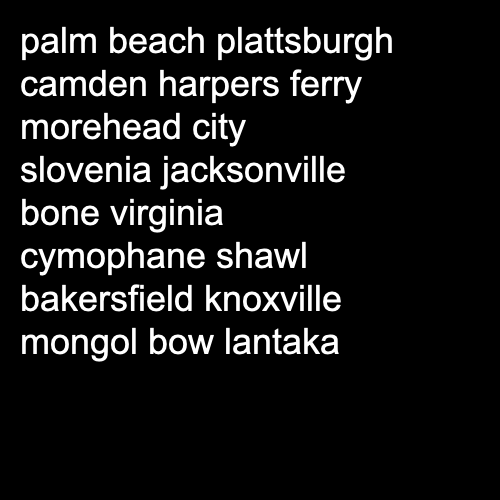 palm beach plattsburgh
camden harpers ferry
morehead city
slovenia jacksonville
bone virginia
cymophane shawl
bakersfield knoxville
mongol bow lantaka